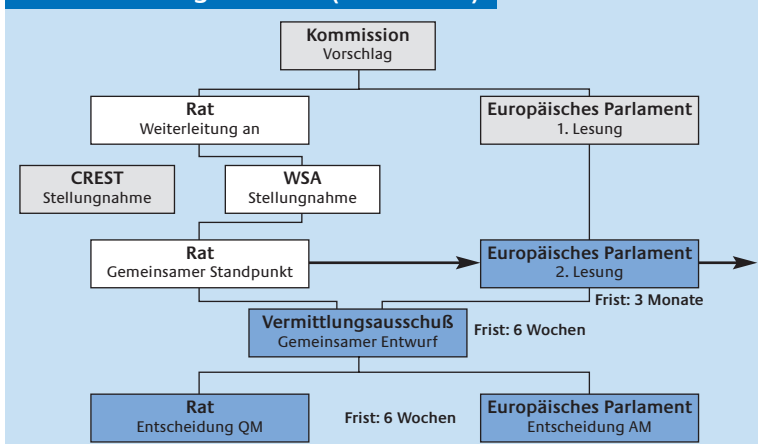 Kommission
Vorschlag
Rat
Weiterleitung an
Europäisches Parlament
1. Lesung
CREST
Stellungnahme
WSA
Stellungnahme
Rat
Gemeinsamer Standpunkt
Europäisches Parlament
2. Lesung
Frist: 3 Monate
Vermittlungsausschuß
Gemeinsamer Entwurf
Frist: 6 Wochen
Rat
Entscheidung QM
Frist: 6 Wochen
Europäisches Parlament
Entscheidung AM